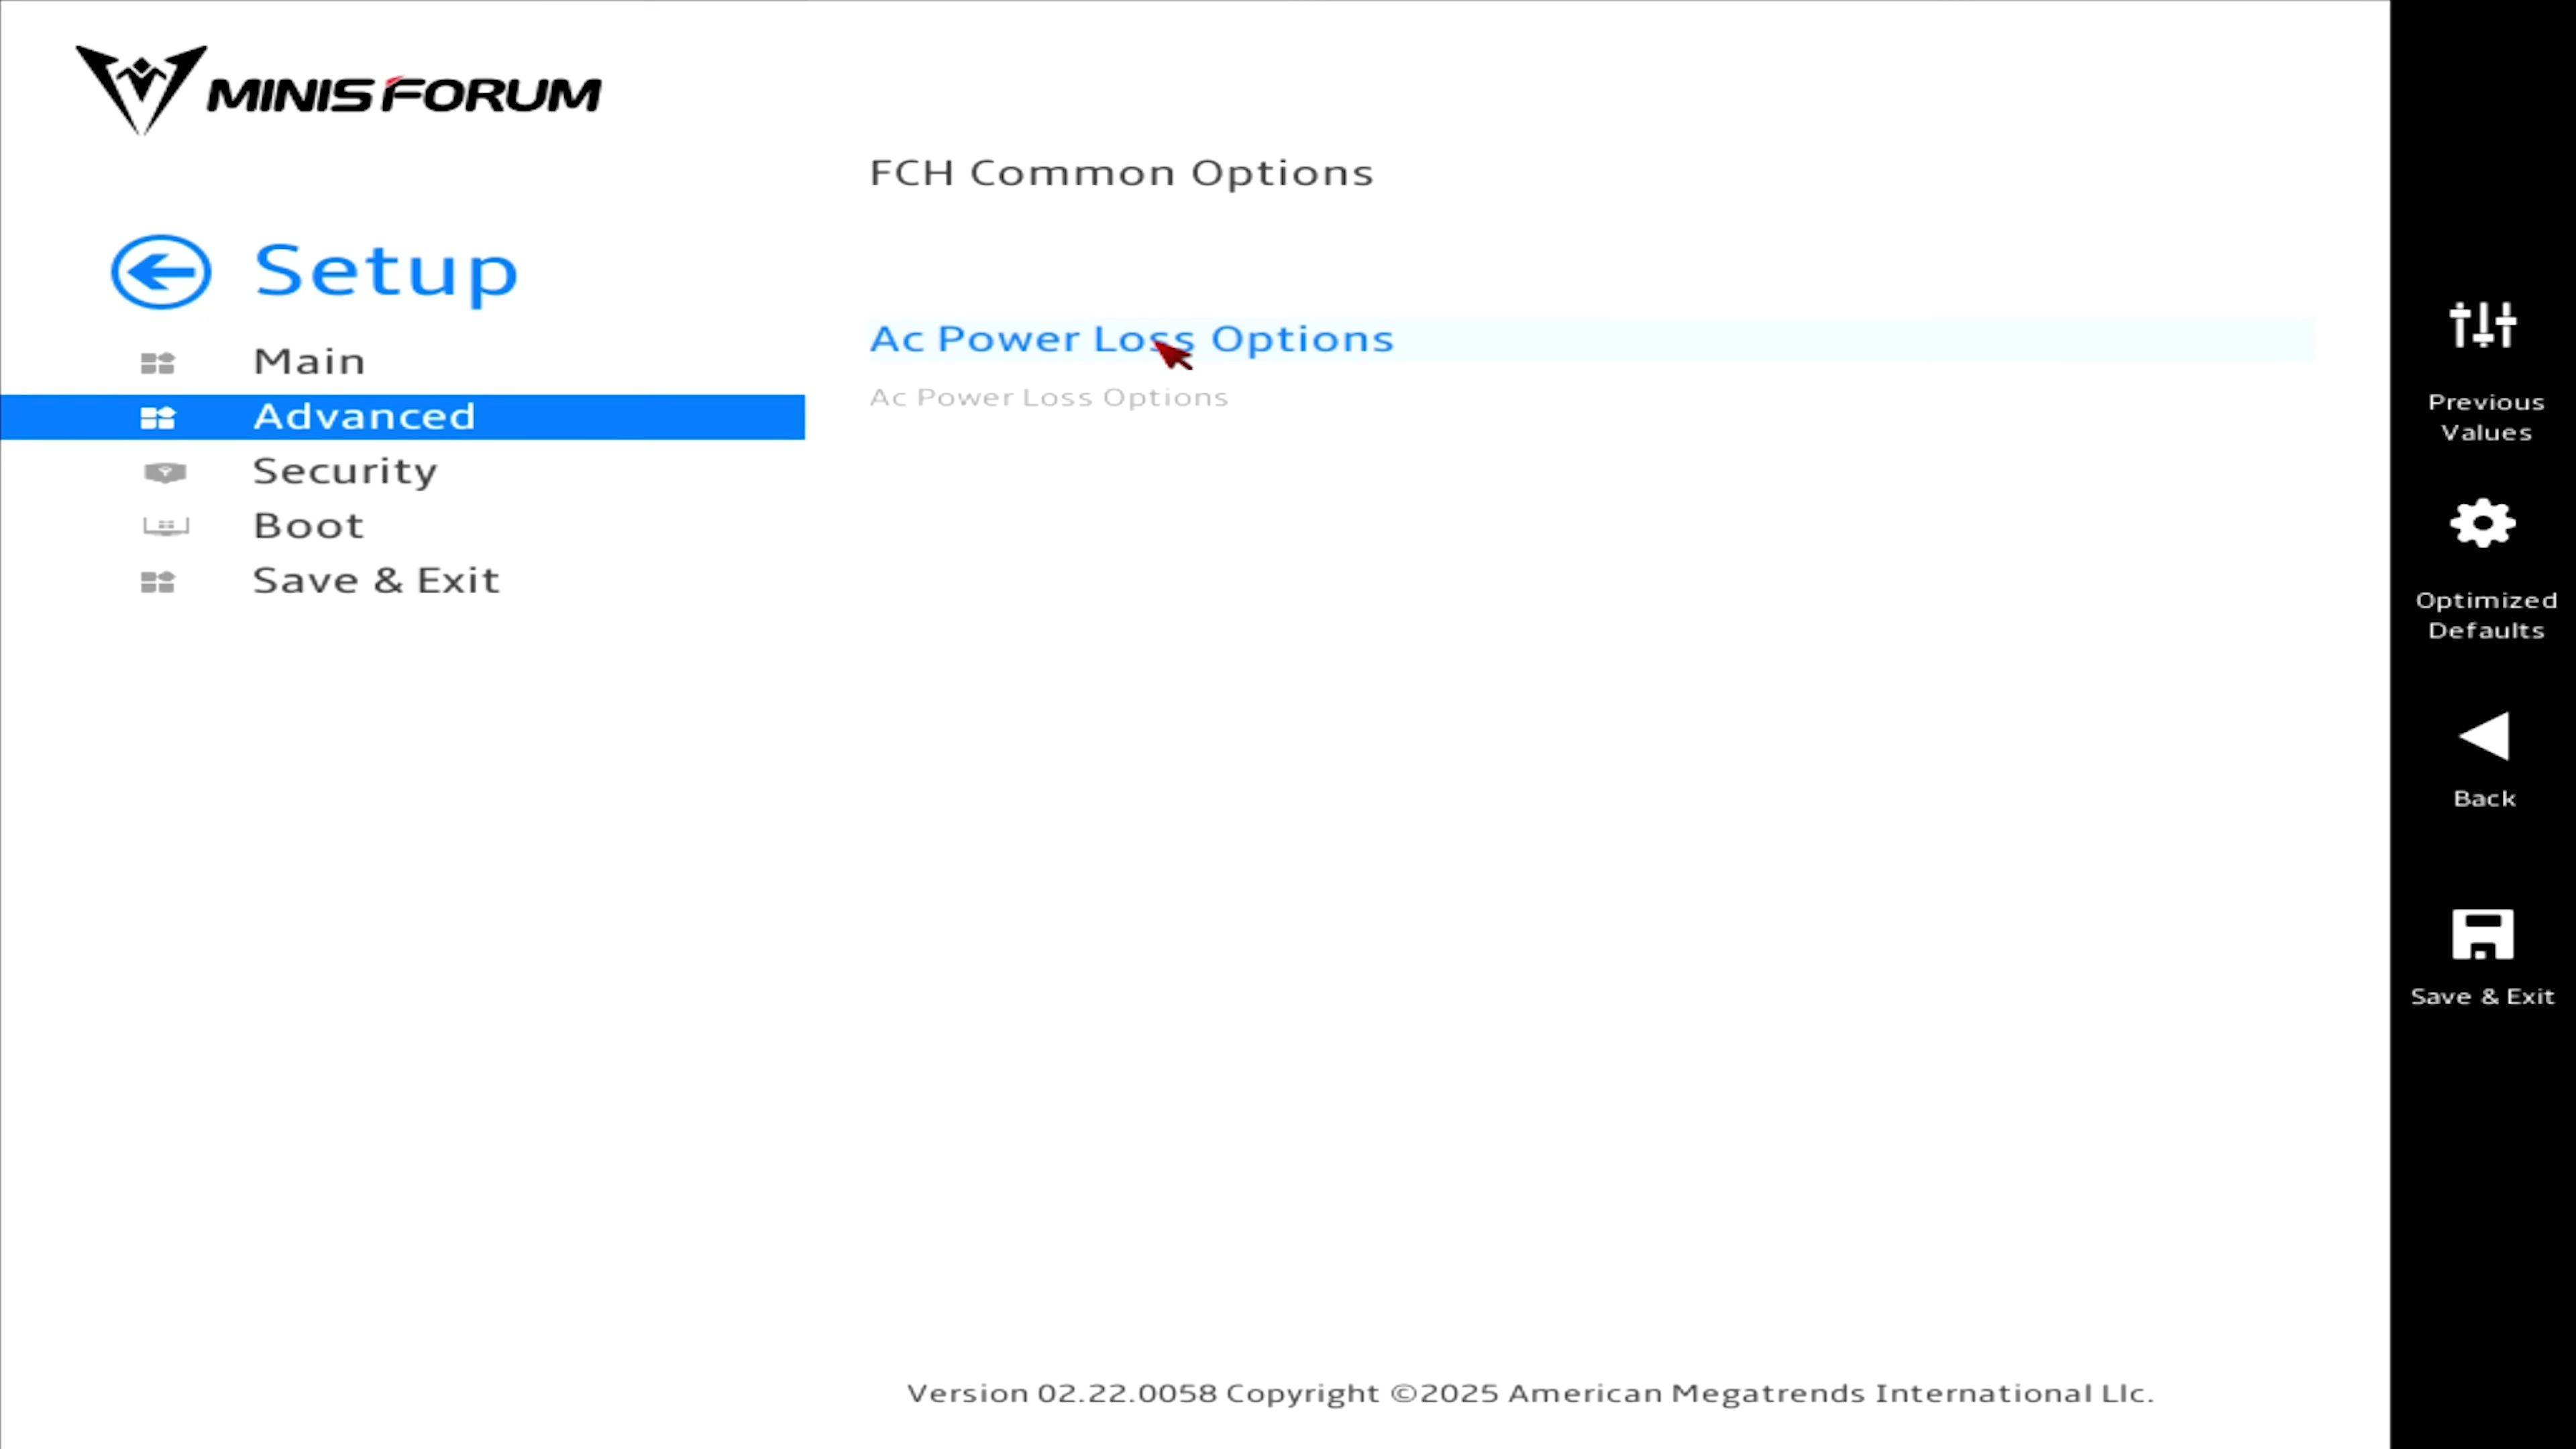 MINISFORUM
FCH Common Options
Setup
Main
Advanced
Security
Boot
Save & Exit
Ac Power Loss Options
Ac Power Loss Options
Previous
Values
Optimized
Defaults
Back
Save & Exit
Version 02.22.0058 Copyright ©2025 American Megatrends International Llc.